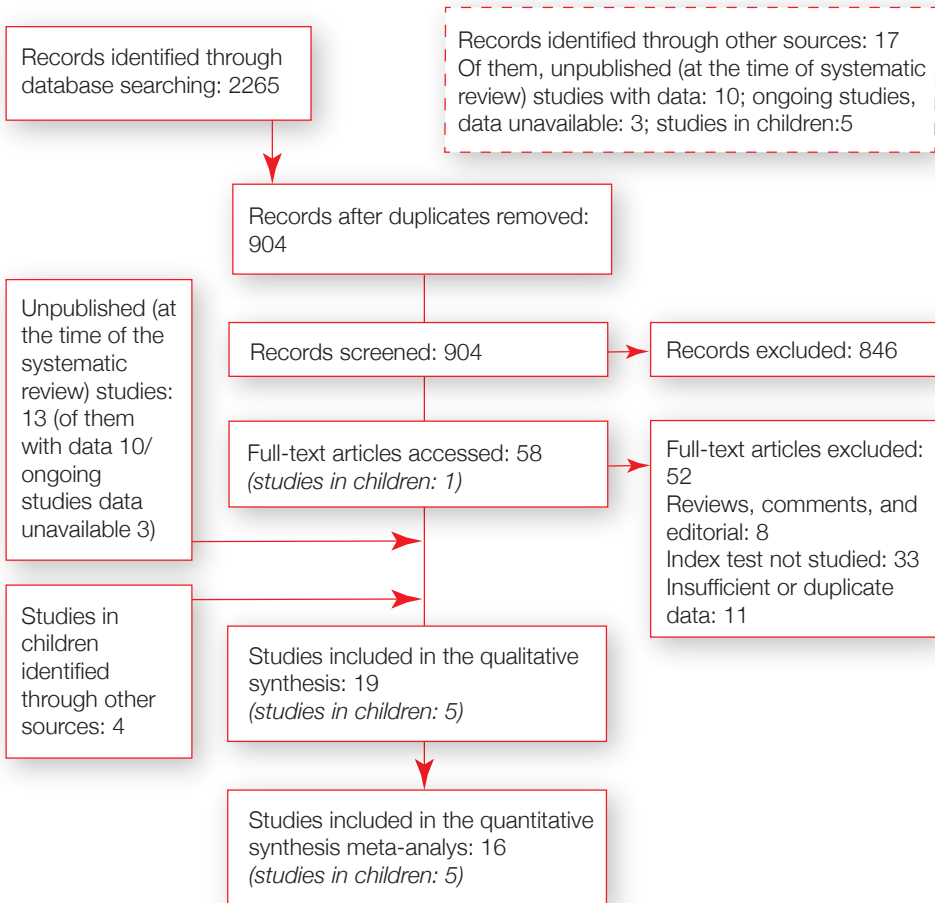 Records identified through
database searching: 2265
Records identified through other sources: 17
Of them, unpublished (at the time of systematic
review) studies with data: 10; ongoing studies,
data unavailable: 3; studies in children:5
Records after duplicates removed:
904
Unpublished (at
the time of the
systematic
review) studies:
13 (of them
with data 10/
ongoing
studies data
unavailable 3)
Records screened: 904
Records excluded: 846
Full-text articles accessed: 58
(studies in children: 1)
Full-text articles excluded:
52
Reviews, comments, and
editorial: 8
Index test not studied: 33
Insufficient or duplicate
data: 11
Studies in
children
identified
through other
sources: 4
Studies included in the qualitative
synthesis: 19
(studies in children: 5)
Studies included in the quantitative
synthesis meta-analys: 16
(studies in children: 5)